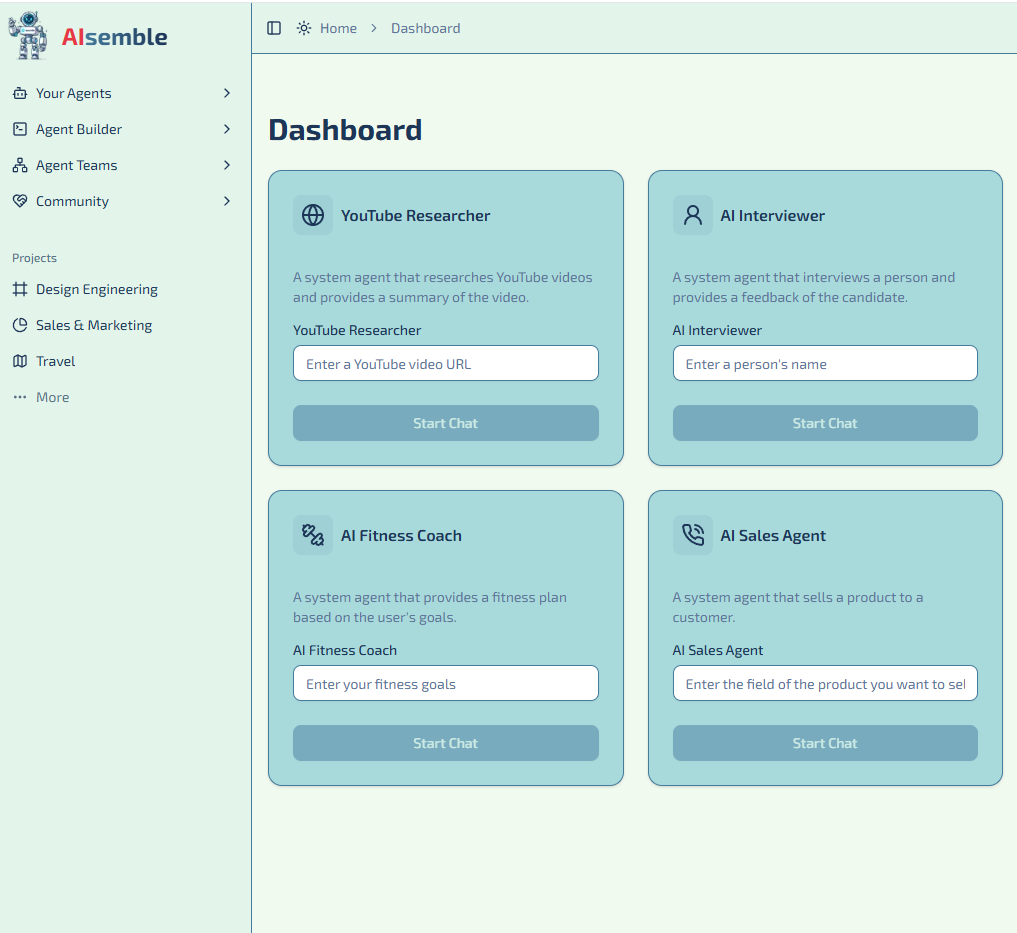 AIsemble
Home > Dashboard
Your Agents
Agent Builder
Agent Teams
Community
Projects
Design Engineering
Sales & Marketing
Travel
More
Dashboard
YouTube Researcher
A system agent that researches YouTube videos
and provides a summary of the video.
YouTube Researcher
Enter a YouTube video URL
Start Chat
AI Interviewer
A system agent that interviews a person and
provides a feedback of the candidate.
AI Interviewer
Enter a person's name
Start Chat
AI Fitness Coach
A system agent that provides a fitness plan
based on the user's goals.
AI Fitness Coach
Enter your fitness goals
Start Chat
AI Sales Agent
A system agent that sells a product to a
customer.
AI Sales Agent
Enter the field of the product you want to sel
Start Chat